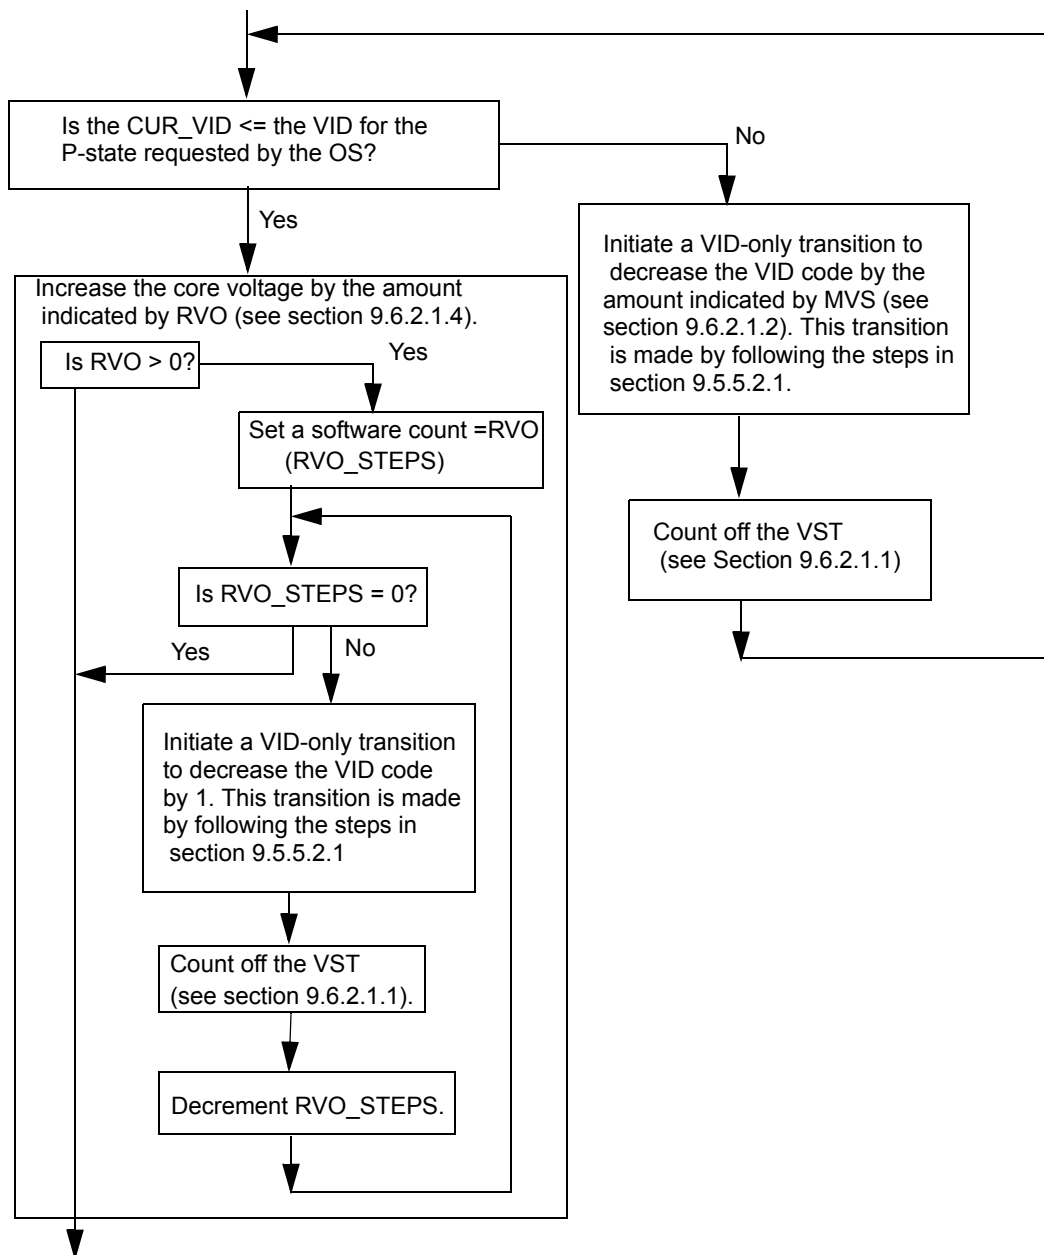 Is the CUR_VID <= the VID for the
P-state requested by the OS?
No
Yes
Initiate a VID-only transition to
decrease the VID code by the
amount indicated by MVS (see
section 9.6.2.1.2). This transition
is made by following the steps in
section 9.5.5.2.1.
Increase the core voltage by the amount
indicated by RVO (see section 9.6.2.1.4).
Is RVO > 0?
Yes
Set a software count =RVO
(RVO_STEPS)
Count off the VST
(see Section 9.6.2.1.1)
Is RVO_STEPS = 0?
Yes
No
Initiate a VID-only transition
to decrease the VID code
by 1. This transition is made
by following the steps in
section 9.5.5.2.1
Count off the VST
(see section 9.6.2.1.1).
Decrement RVO_STEPS.